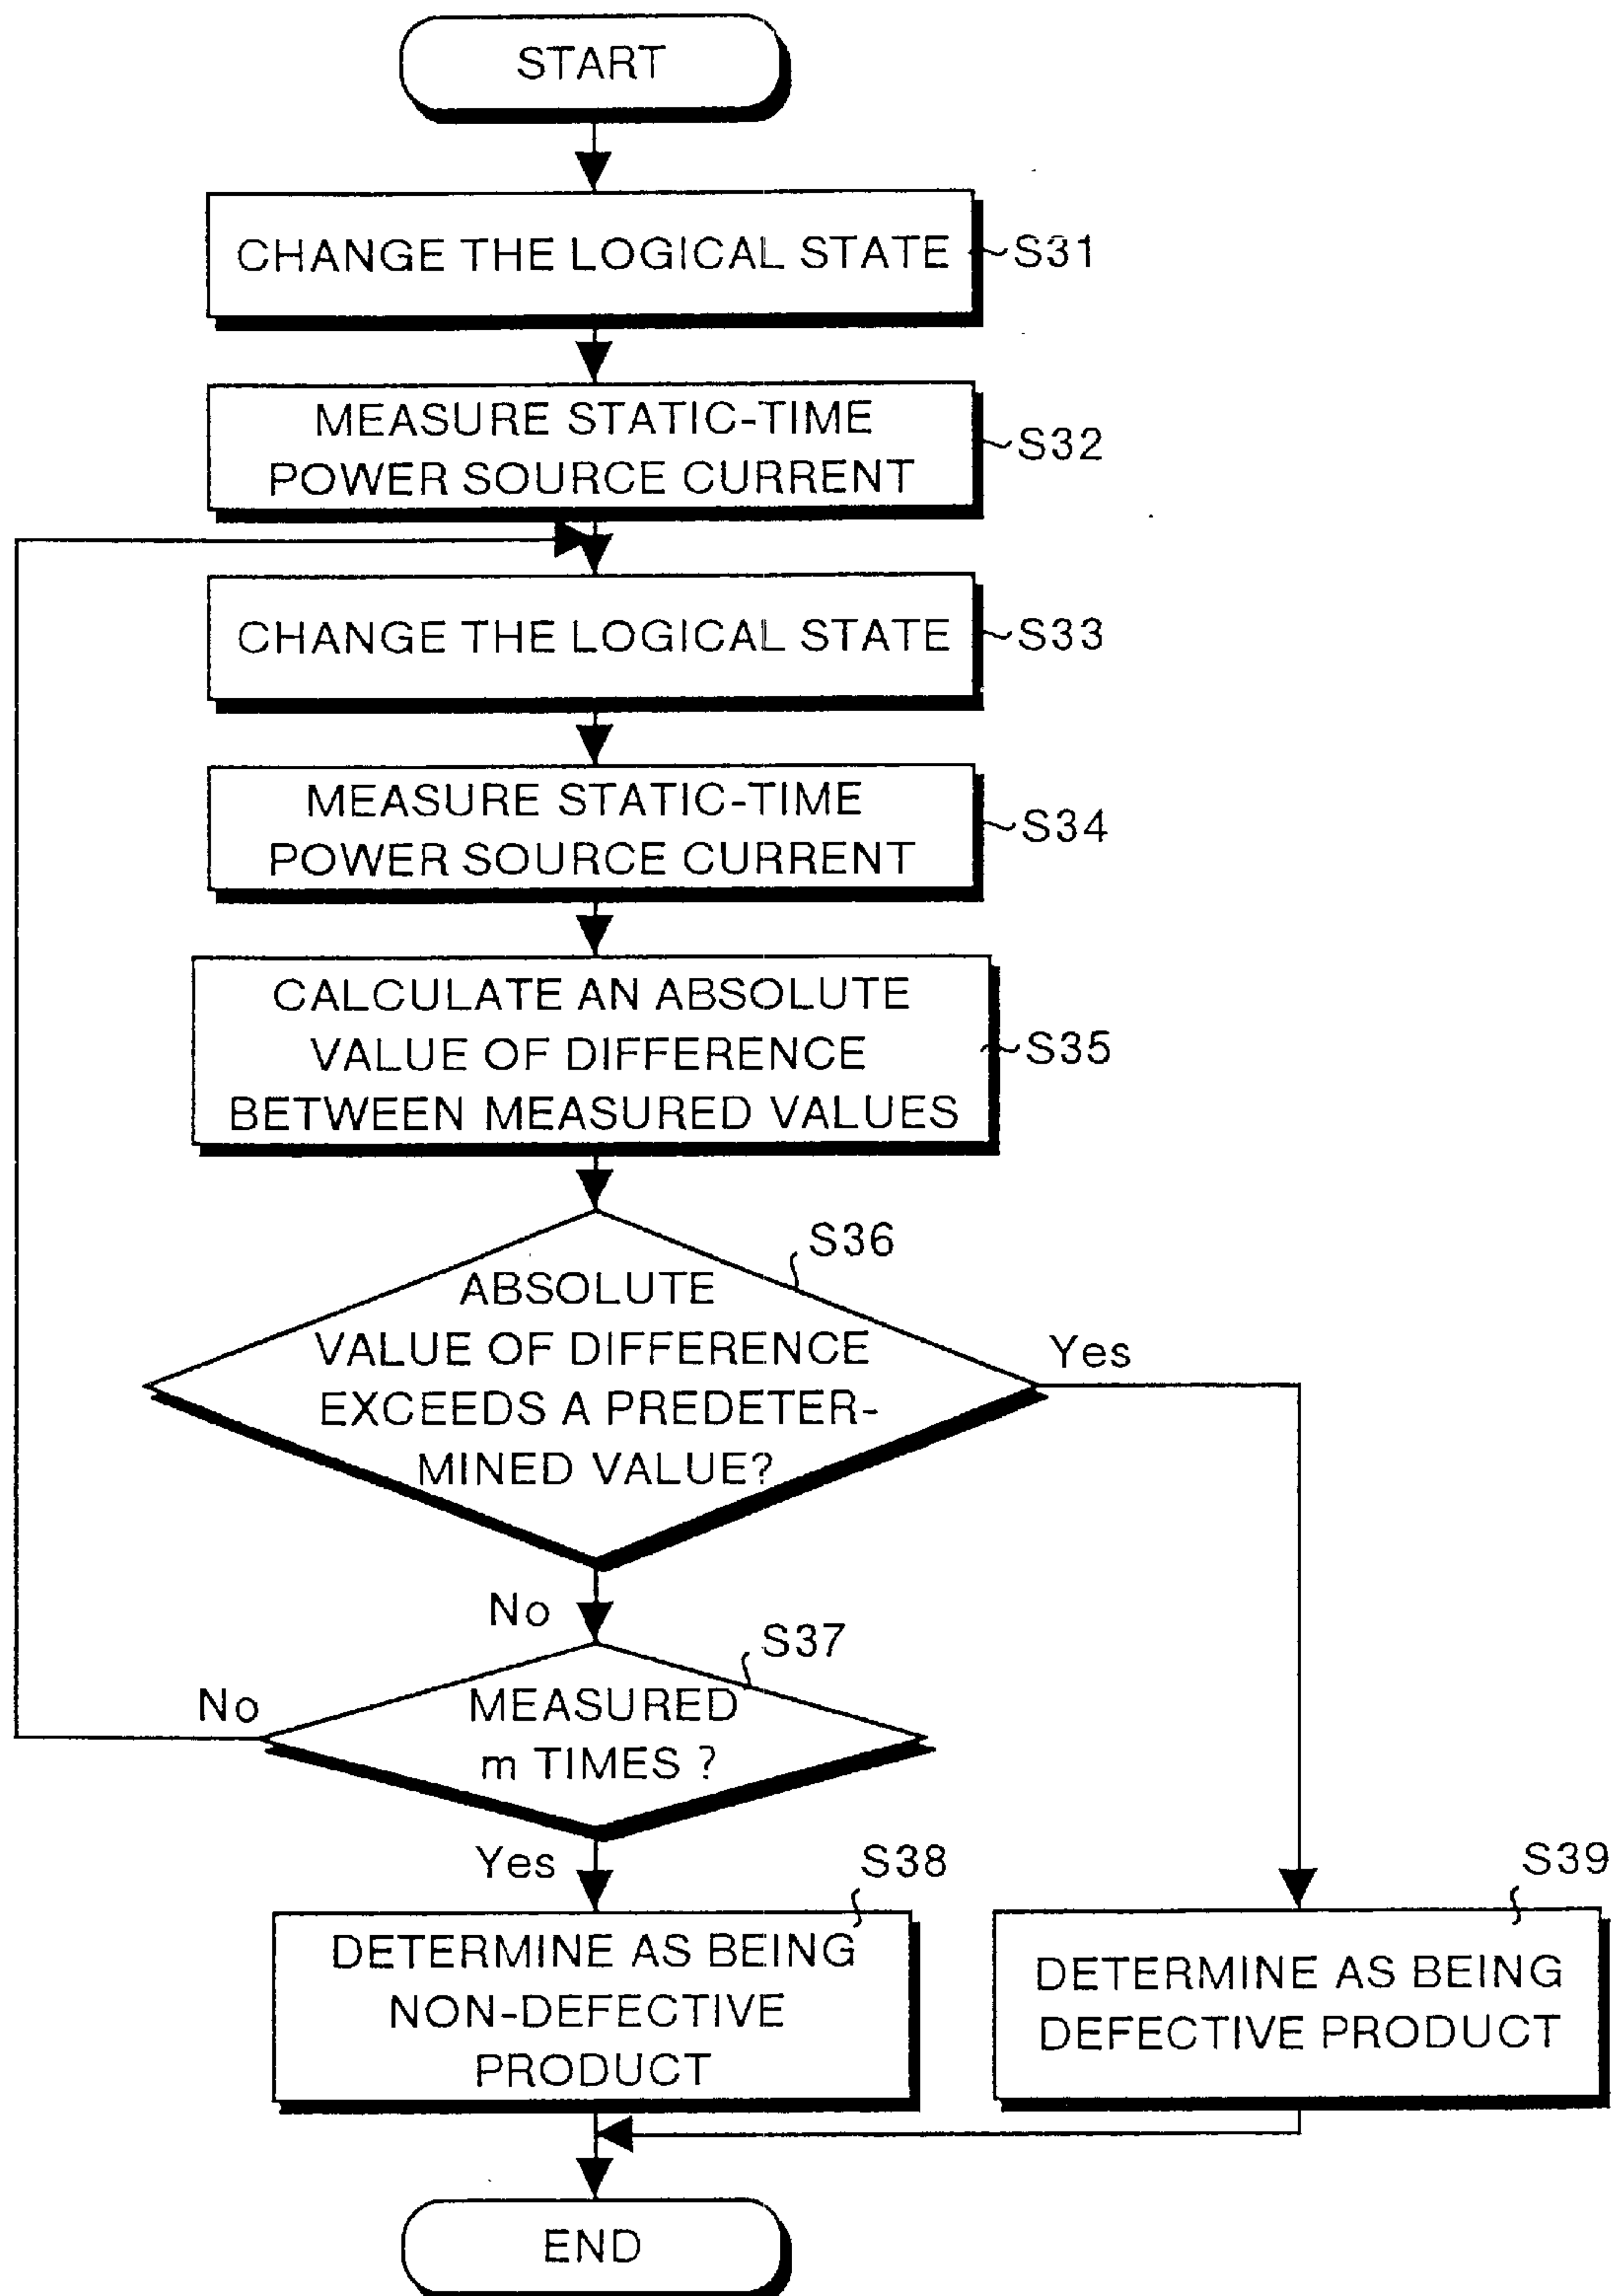 START
CHANGE THE LOGICAL STATE
S31
MEASURE STATIC-TIME
POWER SOURCE CURRENT
S32
CHANGE THE LOGICAL STATE
S33
MEASURE STATIC-TIME
POWER SOURCE CURRENT
S34
CALCULATE AN ABSOLUTE
VALUE OF DIFFERENCE
BETWEEN MEASURED VALUES
S35
S36
ABSOLUTE
VALUE OF DIFFERENCE
EXCEEDS A PREDETER-
MINED VALUE?
Yes
No
S37
MEASURED
m TIMES ?
No
Yes
S38
DETERMINE AS BEING
NON-DEFECTIVE
PRODUCT
S39
DETERMINE AS BEING
DEFECTIVE PRODUCT
END